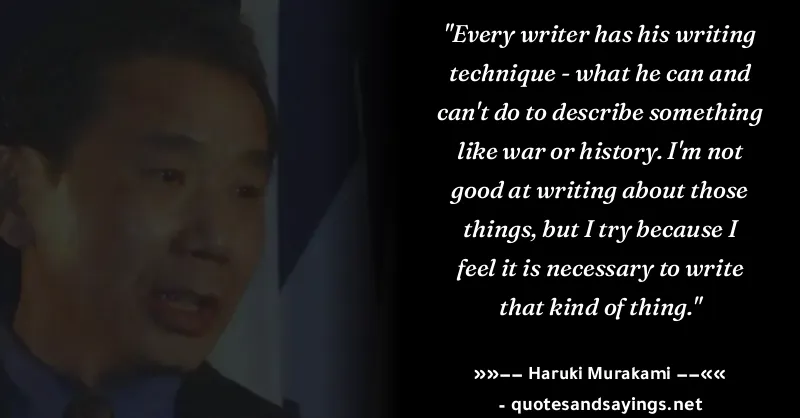 "Every writer has his writing
technique - what he can and
can't do to describe something
like war or history. I'm not
good at writing about those
things, but I try because I
feel it is necessary to write
that kind of thing."
»»–– Haruki Murakami ––««
- quotesandsayings.net